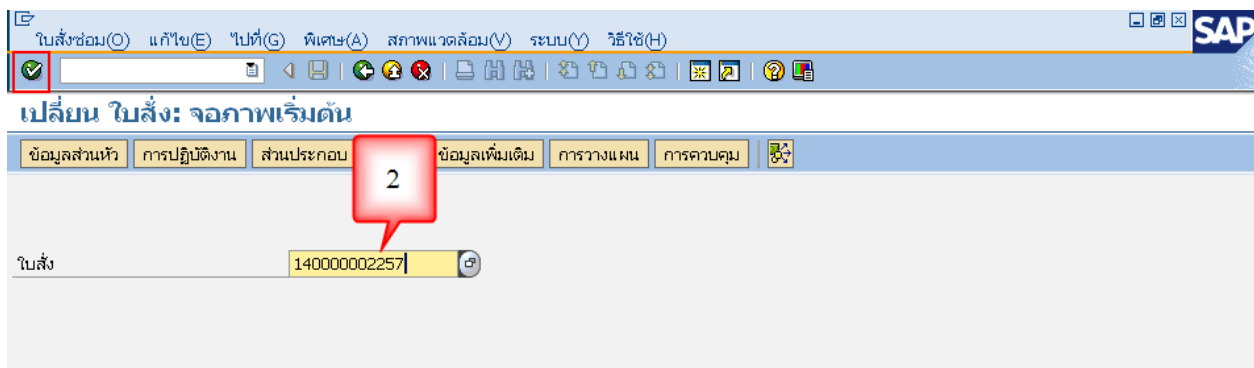 ใบสั่งซ่อม(O) แก้ไข(E) ไปที่(G) พิเศษ(A) สภาพแวดล้อม(V) ระบบ(Y) วิธีใช้(H)
SAP
เปลี่ยน ใบสั่ง: จอภาพเริ่มต้น
ข้อมูลส่วนหัว การปฏิบัติงาน ส่วนประกอบ ข้อมูลเพิ่มเติม การวางแผน การควบคุม
2
ใบสั่ง 140000002257